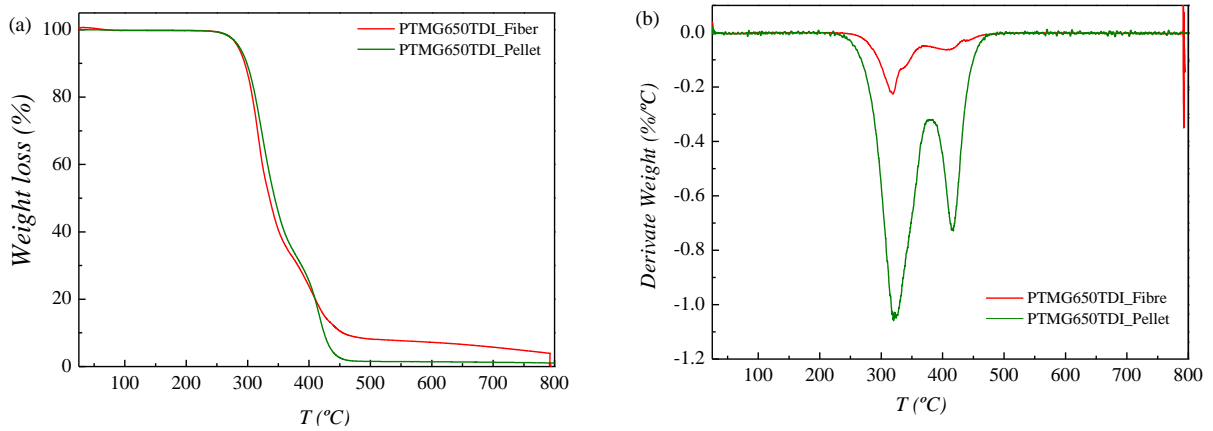 (a)
Weight loss (%)
100
80
60
40
20
0
PTMG650TDI_Fiber
PTMG650TDI_Pellet
100 200 300 400 500 600 700 800
T (ºC)
(b)
Derivate Weight (%/ºC)
0.0
-0.2
-0.4
-0.6
-0.8
-1.0
-1.2
PTMG650TDI_Fibre
PTMG650TDI_Pellet
100 200 300 400 500 600 700 800
T (ºC)